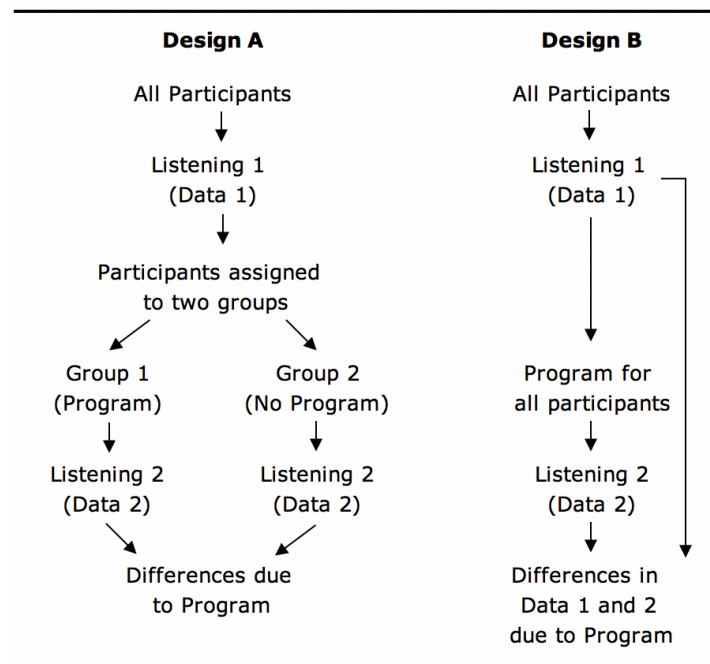 Design A
All Participants
Listening 1
(Data 1)
Participants assigned
to two groups
Group 1
(Program)
Group 2
(No Program)
Listening 2
(Data 2)
Listening 2
(Data 2)
Differences due
to Program
Design B
All Participants
Listening 1
(Data 1)
Program for
all participants
Listening 2
(Data 2)
Differences in
Data 1 and 2
due to Program